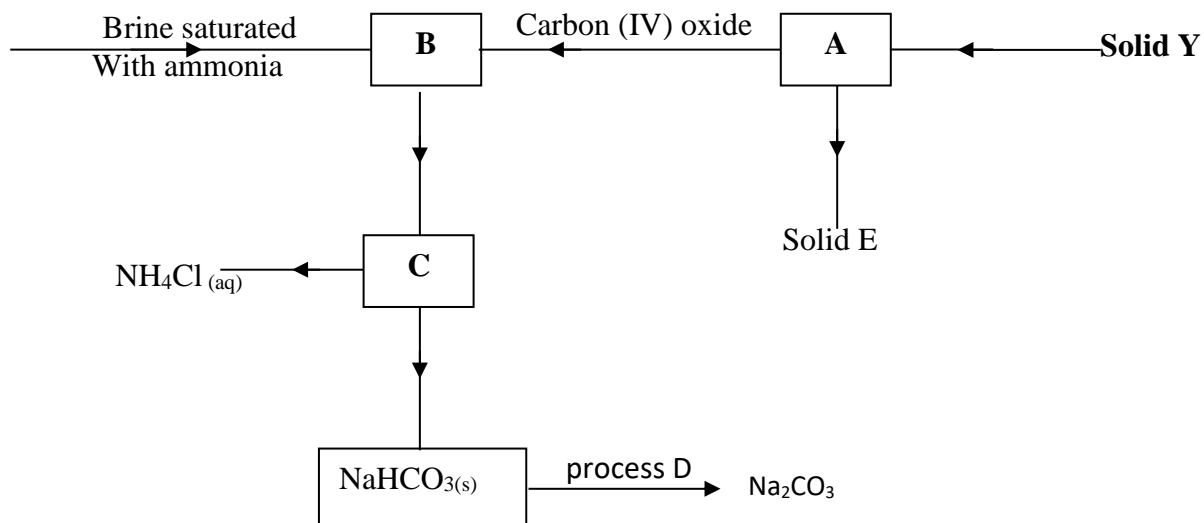 Brine saturated
With ammonia
B
Carbon (IV) oxide
A
Solid Y
Solid E
C
NH₄Cl (aq)
NaHCO₃(s)
process D
Na₂CO₃